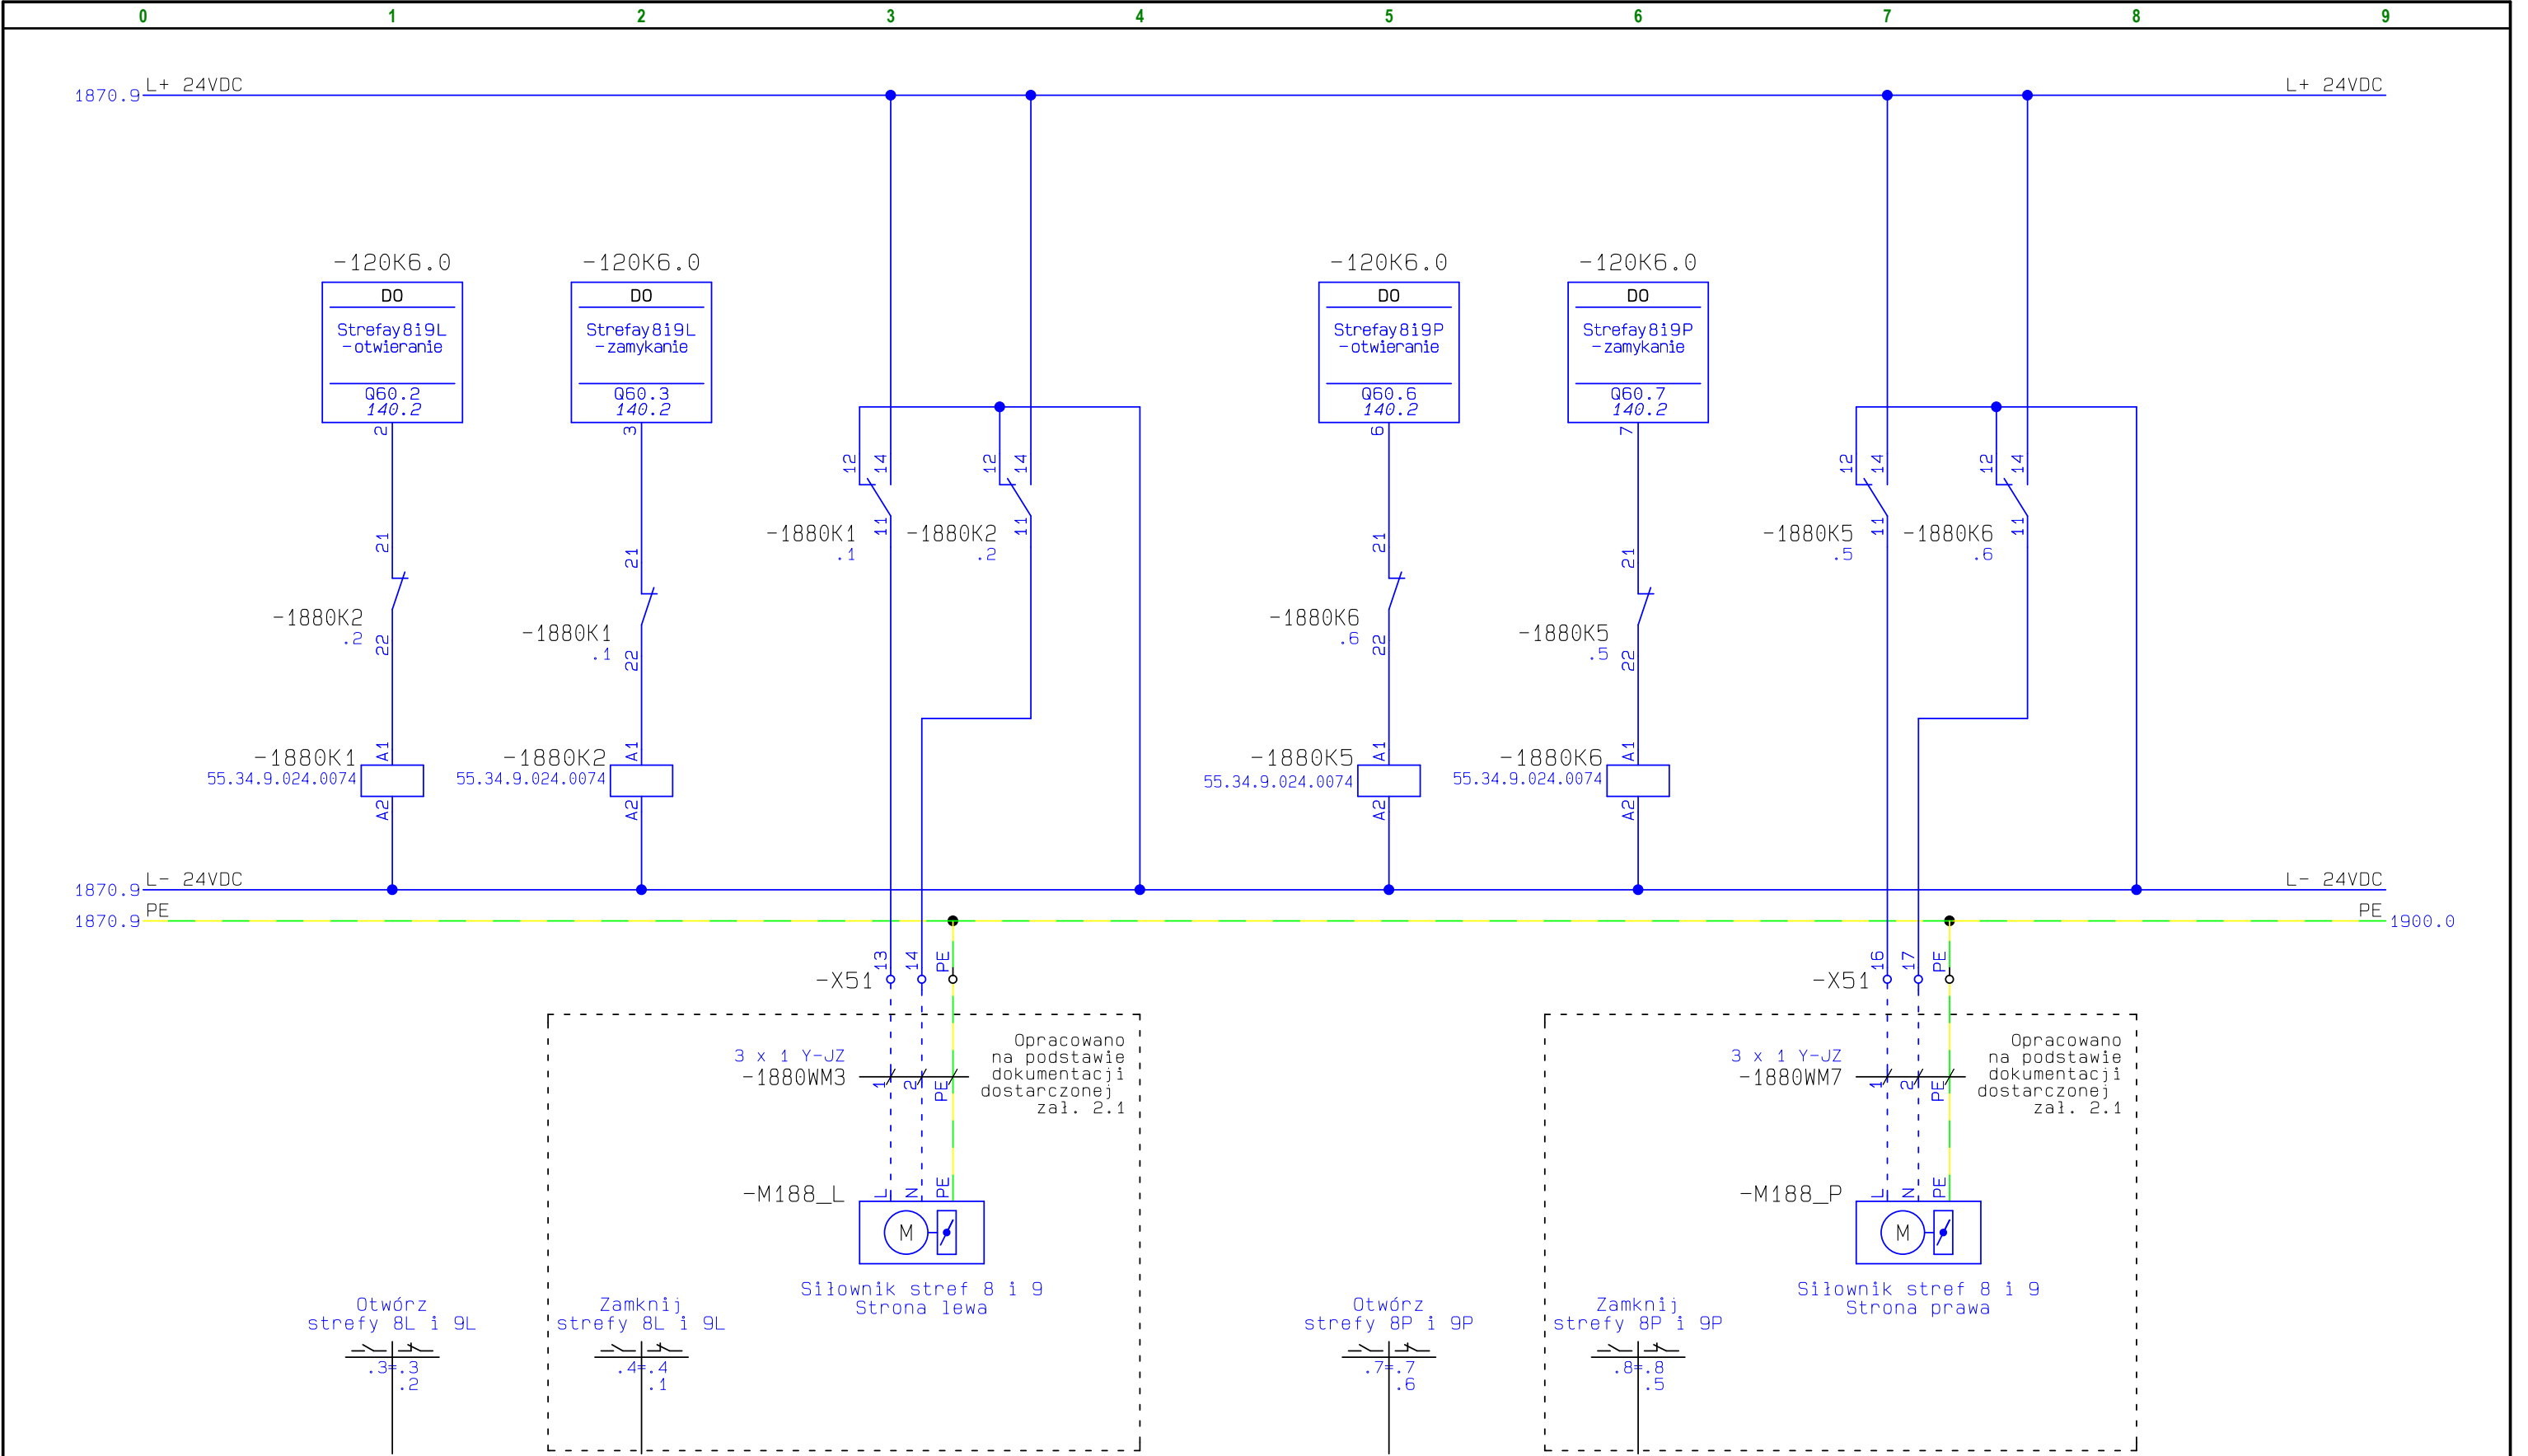 0 1 2 3 4 5 6 7 8 9
L+ 24VDC L+ 24VDC
1870.9
-120K6.0 -120K6.0 -120K6.0 -120K6.0
DO DO DO DO
Strefay8i9L Strefay8i9L Strefay8i9P Strefay8i9P
-otwieranie -zamykanie -otwieranie -zamykanie
Q60.2 Q60.3 Q60.6 Q60.7
140.2 140.2 140.2 140.2
2 3 6 7
12 14 12 14 12 14 12 14
-1880K1 11 -1880K2 11 -1880K5 11 -1880K6 11
.1 .2 .5 .6
21 21 21 21
-1880K2 -1880K1 -1880K6 -1880K5
.2 22 .1 22 .6 22 .5 22
-1880K1 A1 -1880K2 A1 -1880K5 A1 -1880K6 A1
55.34.9.024.0074 55.34.9.024.0074 55.34.9.024.0074 55.34.9.024.0074
A2 A2 A2 A2
L- 24VDC L- 24VDC
1870.9
PE PE
1870.9 1900.0
13 14 PE 16 17 PE
-X51 -X51
Opracowano Opracowano
3 x 1 Y-JZ na podstawie 3 x 1 Y-JZ na podstawie
-1880WM3 1 2 PE dokumentacji -1880WM7 1 2 PE dokumentacji
dostarczonej dostarczonej
zał. 2.1 zał. 2.1
-M188_L L N PE -M188_P L N PE
M M
Siłownik stref 8 i 9 Siłownik stref 8 i 9
Strona lewa Strona prawa
Otwórz Zamknij Otwórz Zamknij
strefy 8L i 9L strefy 8L i 9L strefy 8P i 9P strefy 8P i 9P
.3=.3 .4=.4 .7=.7 .8=.8
.2 .1 .6 .5